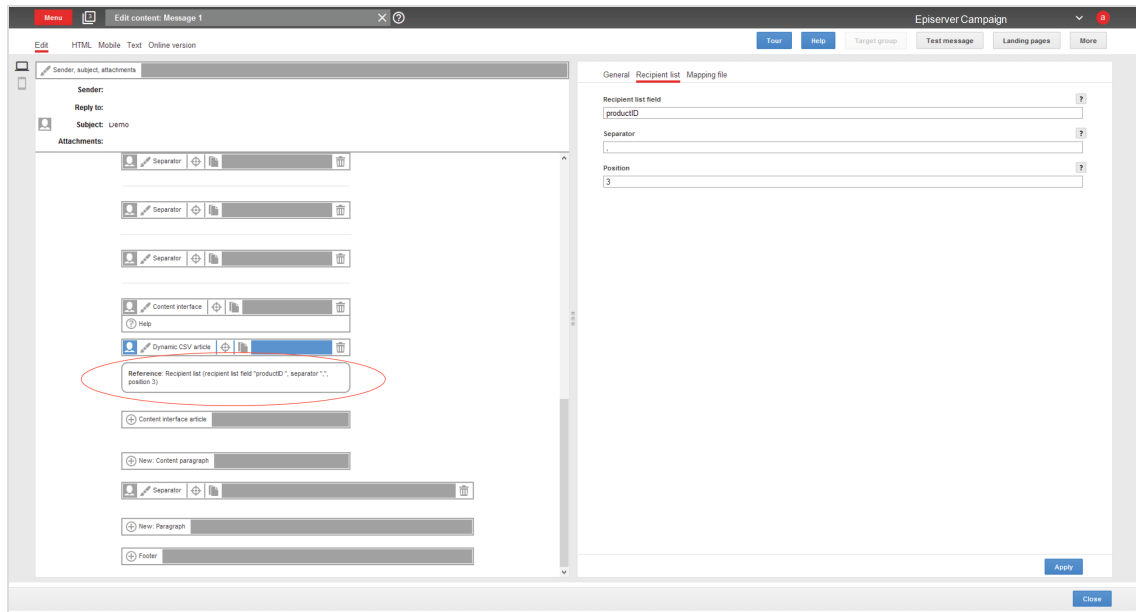 Menu 3 Edit content: Message 1 Episerver Campaign a
Edit HTML Mobile Text Online version Tour Help Target group Test message Landing pages More
Sender, subject, attachments
Sender:
Reply to:
Subject: Demo
Attachments:
Separator
Separator
Separator
Content interface
? Help
Dynamic CSV article
Reference: Recipient list (recipient list field "productID ", separator ",",
position 3)
Content interface article
New: Content paragraph
Separator
New: Paragraph
Footer
General Recipient list Mapping file
Recipient list field ?
productID
Separator ?
,
Position ?
3
Apply
Close